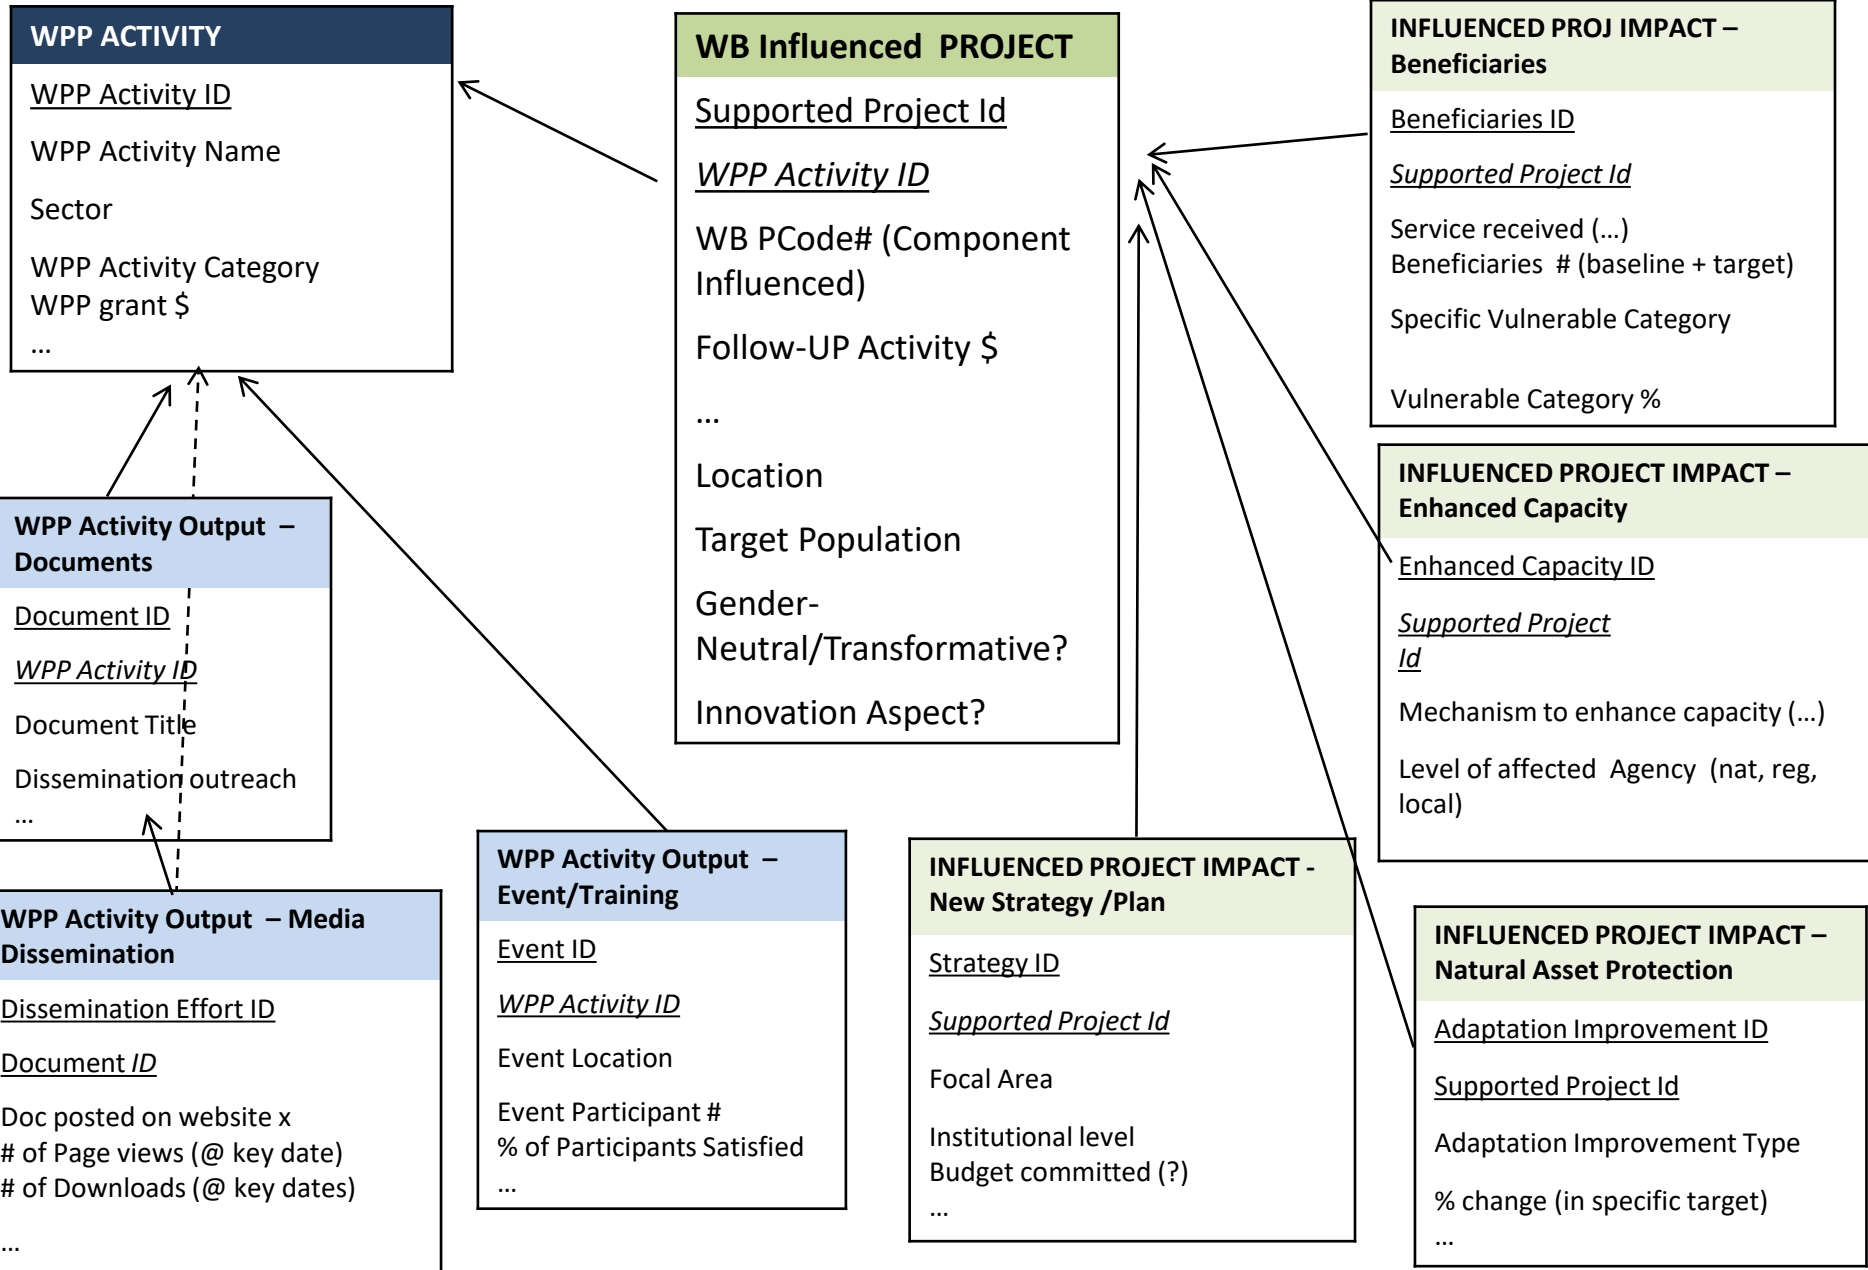 WPP ACTIVITY
WPP Activity ID
WPP Activity Name
Sector
WPP Activity Category
WPP grant $
...
WB Influenced  PROJECT
Supported Project Id
WPP Activity ID
WB PCode# (Component
Influenced)
Follow-UP Activity $
...
Location
Target Population
Gender-
Neutral/Transformative?
Innovation Aspect?
INFLUENCED PROJ IMPACT –
Beneficiaries
Beneficiaries ID
Supported Project Id
Service received (...)
Beneficiaries  # (baseline + target)
Specific Vulnerable Category
Vulnerable Category %
INFLUENCED PROJECT IMPACT –
Enhanced Capacity
Enhanced Capacity ID
Supported Project
Id
Mechanism to enhance capacity (...)
Level of affected  Agency  (nat, reg,
local)
WPP Activity Output  –
Documents
Document ID
WPP Activity ID
Document Title
Dissemination outreach
...
WPP Activity Output  – Media
Dissemination
Dissemination Effort ID
Document ID
Doc posted on website x
# of Page views (@ key date)
# of Downloads (@ key dates)
...
WPP Activity Output  –
Event/Training
Event ID
WPP Activity ID
Event Location
Event Participant #
% of Participants Satisfied
...
INFLUENCED PROJECT IMPACT -
New Strategy /Plan
Strategy ID
Supported Project Id
Focal Area
Institutional level
Budget committed (?)
...
INFLUENCED PROJECT IMPACT –
Natural Asset Protection
Adaptation Improvement ID
Supported Project Id
Adaptation Improvement Type
% change (in specific target)
...